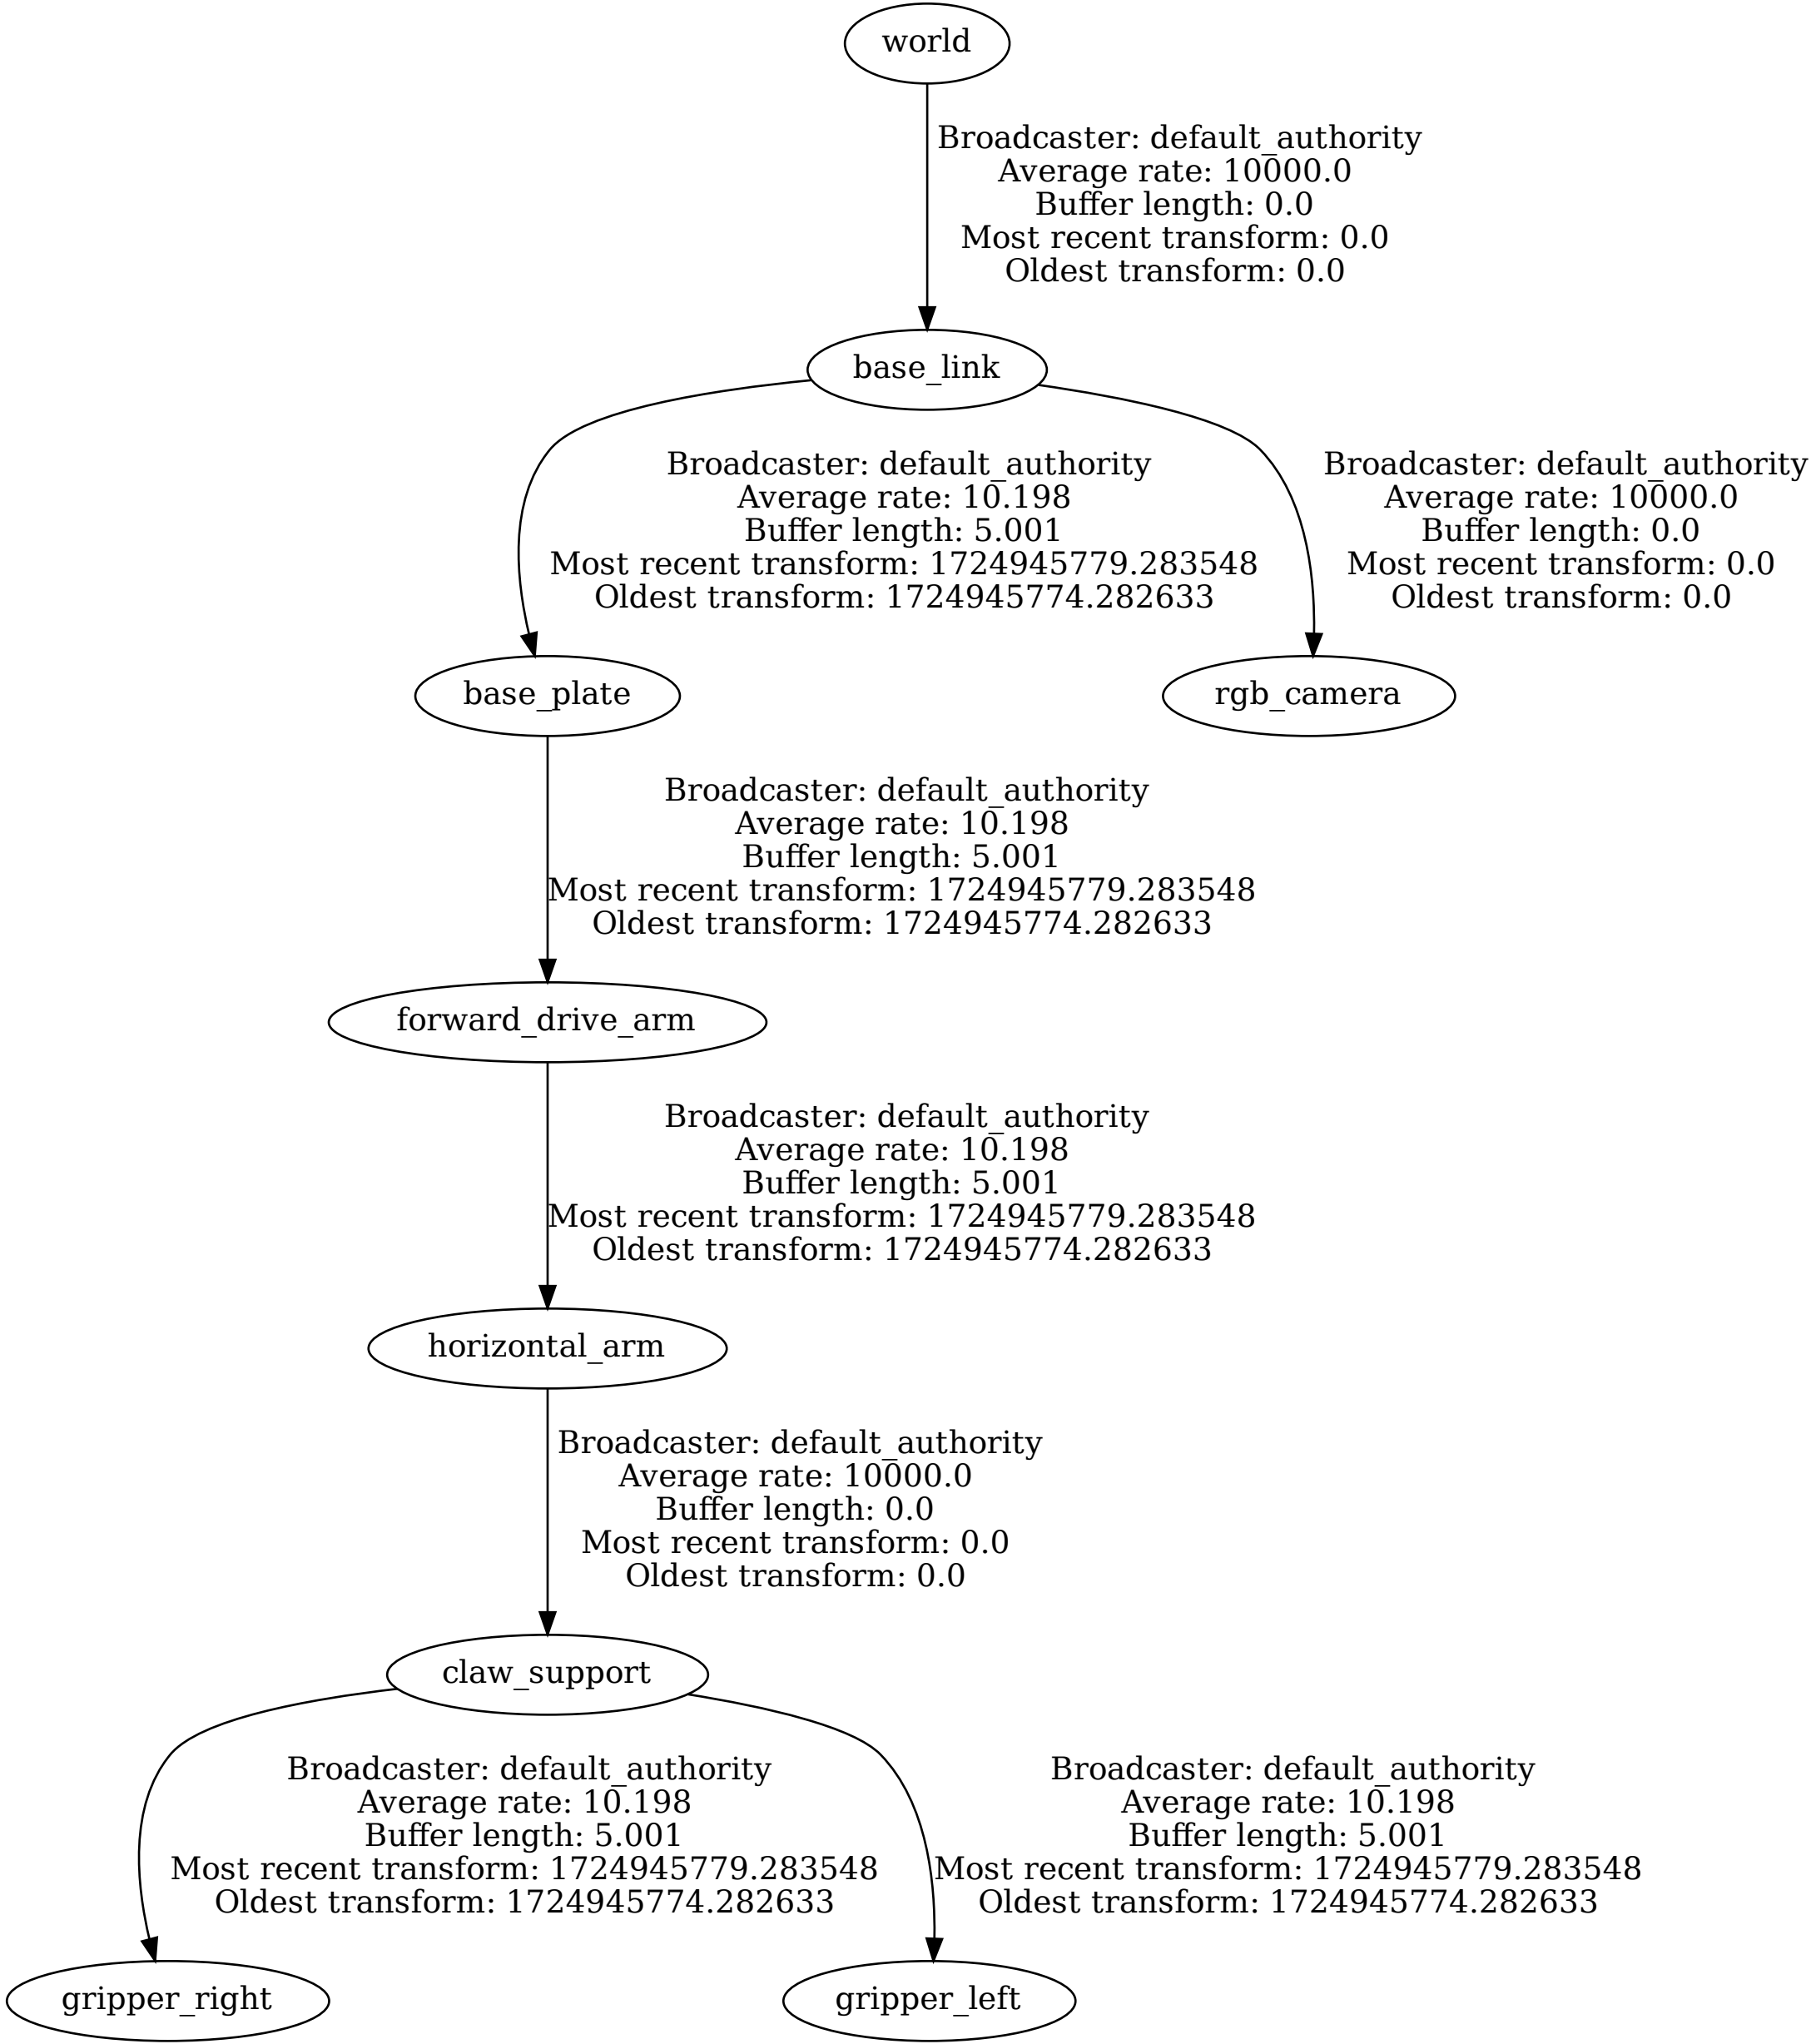 world
Broadcaster: default_authority
Average rate: 10000.0
Buffer length: 0.0
Most recent transform: 0.0
Oldest transform: 0.0
base_link
Broadcaster: default_authority
Average rate: 10.198
Buffer length: 5.001
Most recent transform: 1724945779.283548
Oldest transform: 1724945774.282633
Broadcaster: default_authority
Average rate: 10000.0
Buffer length: 0.0
Most recent transform: 0.0
Oldest transform: 0.0
base_plate
rgb_camera
Broadcaster: default_authority
Average rate: 10.198
Buffer length: 5.001
Most recent transform: 1724945779.283548
Oldest transform: 1724945774.282633
forward_drive_arm
Broadcaster: default_authority
Average rate: 10.198
Buffer length: 5.001
Most recent transform: 1724945779.283548
Oldest transform: 1724945774.282633
horizontal_arm
Broadcaster: default_authority
Average rate: 10000.0
Buffer length: 0.0
Most recent transform: 0.0
Oldest transform: 0.0
claw_support
Broadcaster: default_authority
Average rate: 10.198
Buffer length: 5.001
Most recent transform: 1724945779.283548
Oldest transform: 1724945774.282633
Broadcaster: default_authority
Average rate: 10.198
Buffer length: 5.001
Most recent transform: 1724945779.283548
Oldest transform: 1724945774.282633
gripper_right
gripper_left